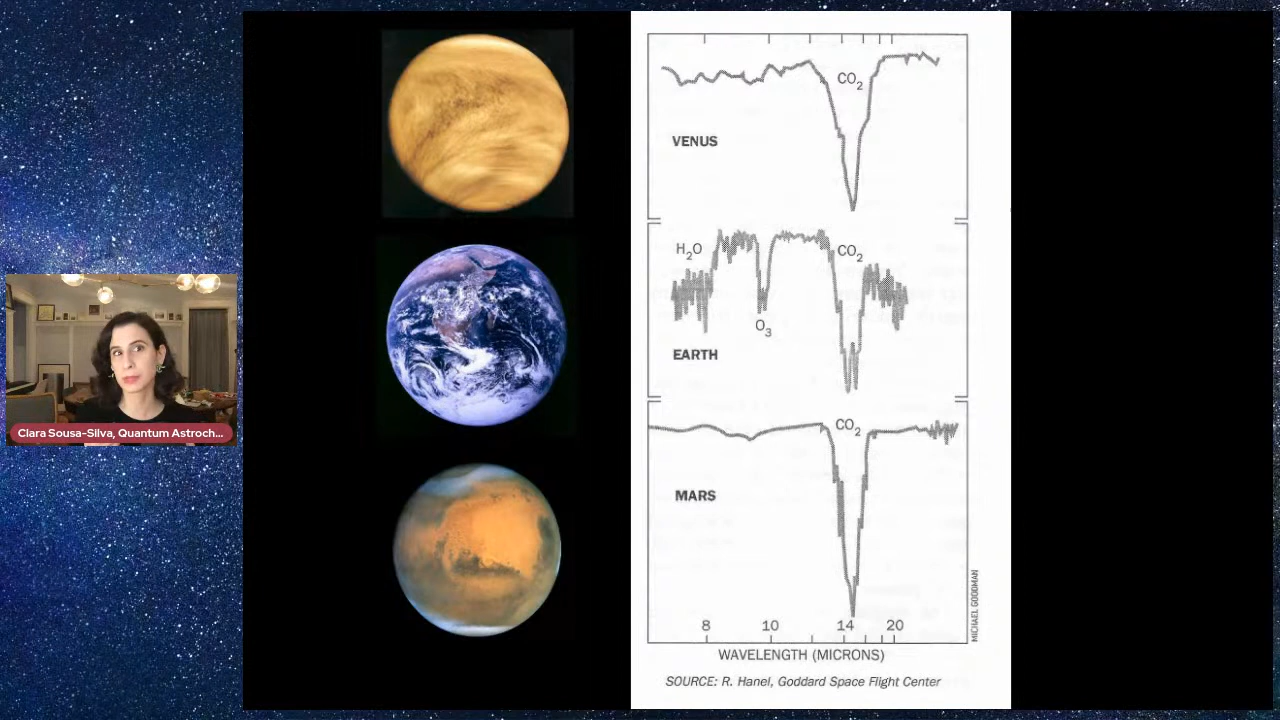 CO2
VENUS
H2O
CO2
O3
EARTH
CO2
MARS
8 10 14 20
WAVELENGTH (MICRONS)
SOURCE: R. Hanel, Goddard Space Flight Center
MICHAEL GOODMAN
Clara Sousa-Silva, Quantum Astroch...